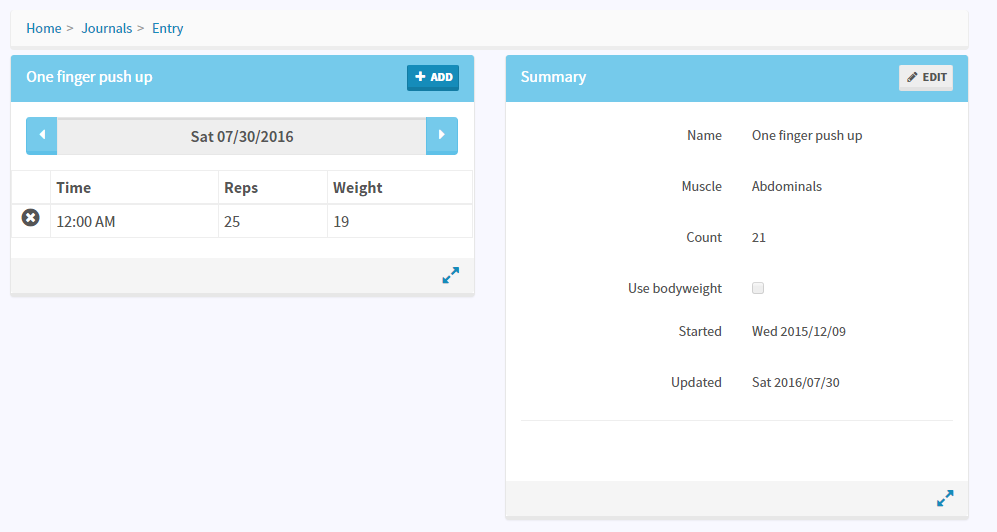 Home > Journals > Entry
One finger push up
ADD
Sat 07/30/2016
Time Reps Weight
12:00 AM 25 19
Summary
EDIT
Name One finger push up
Muscle Abdominals
Count 21
Use bodyweight
Started Wed 2015/12/09
Updated Sat 2016/07/30